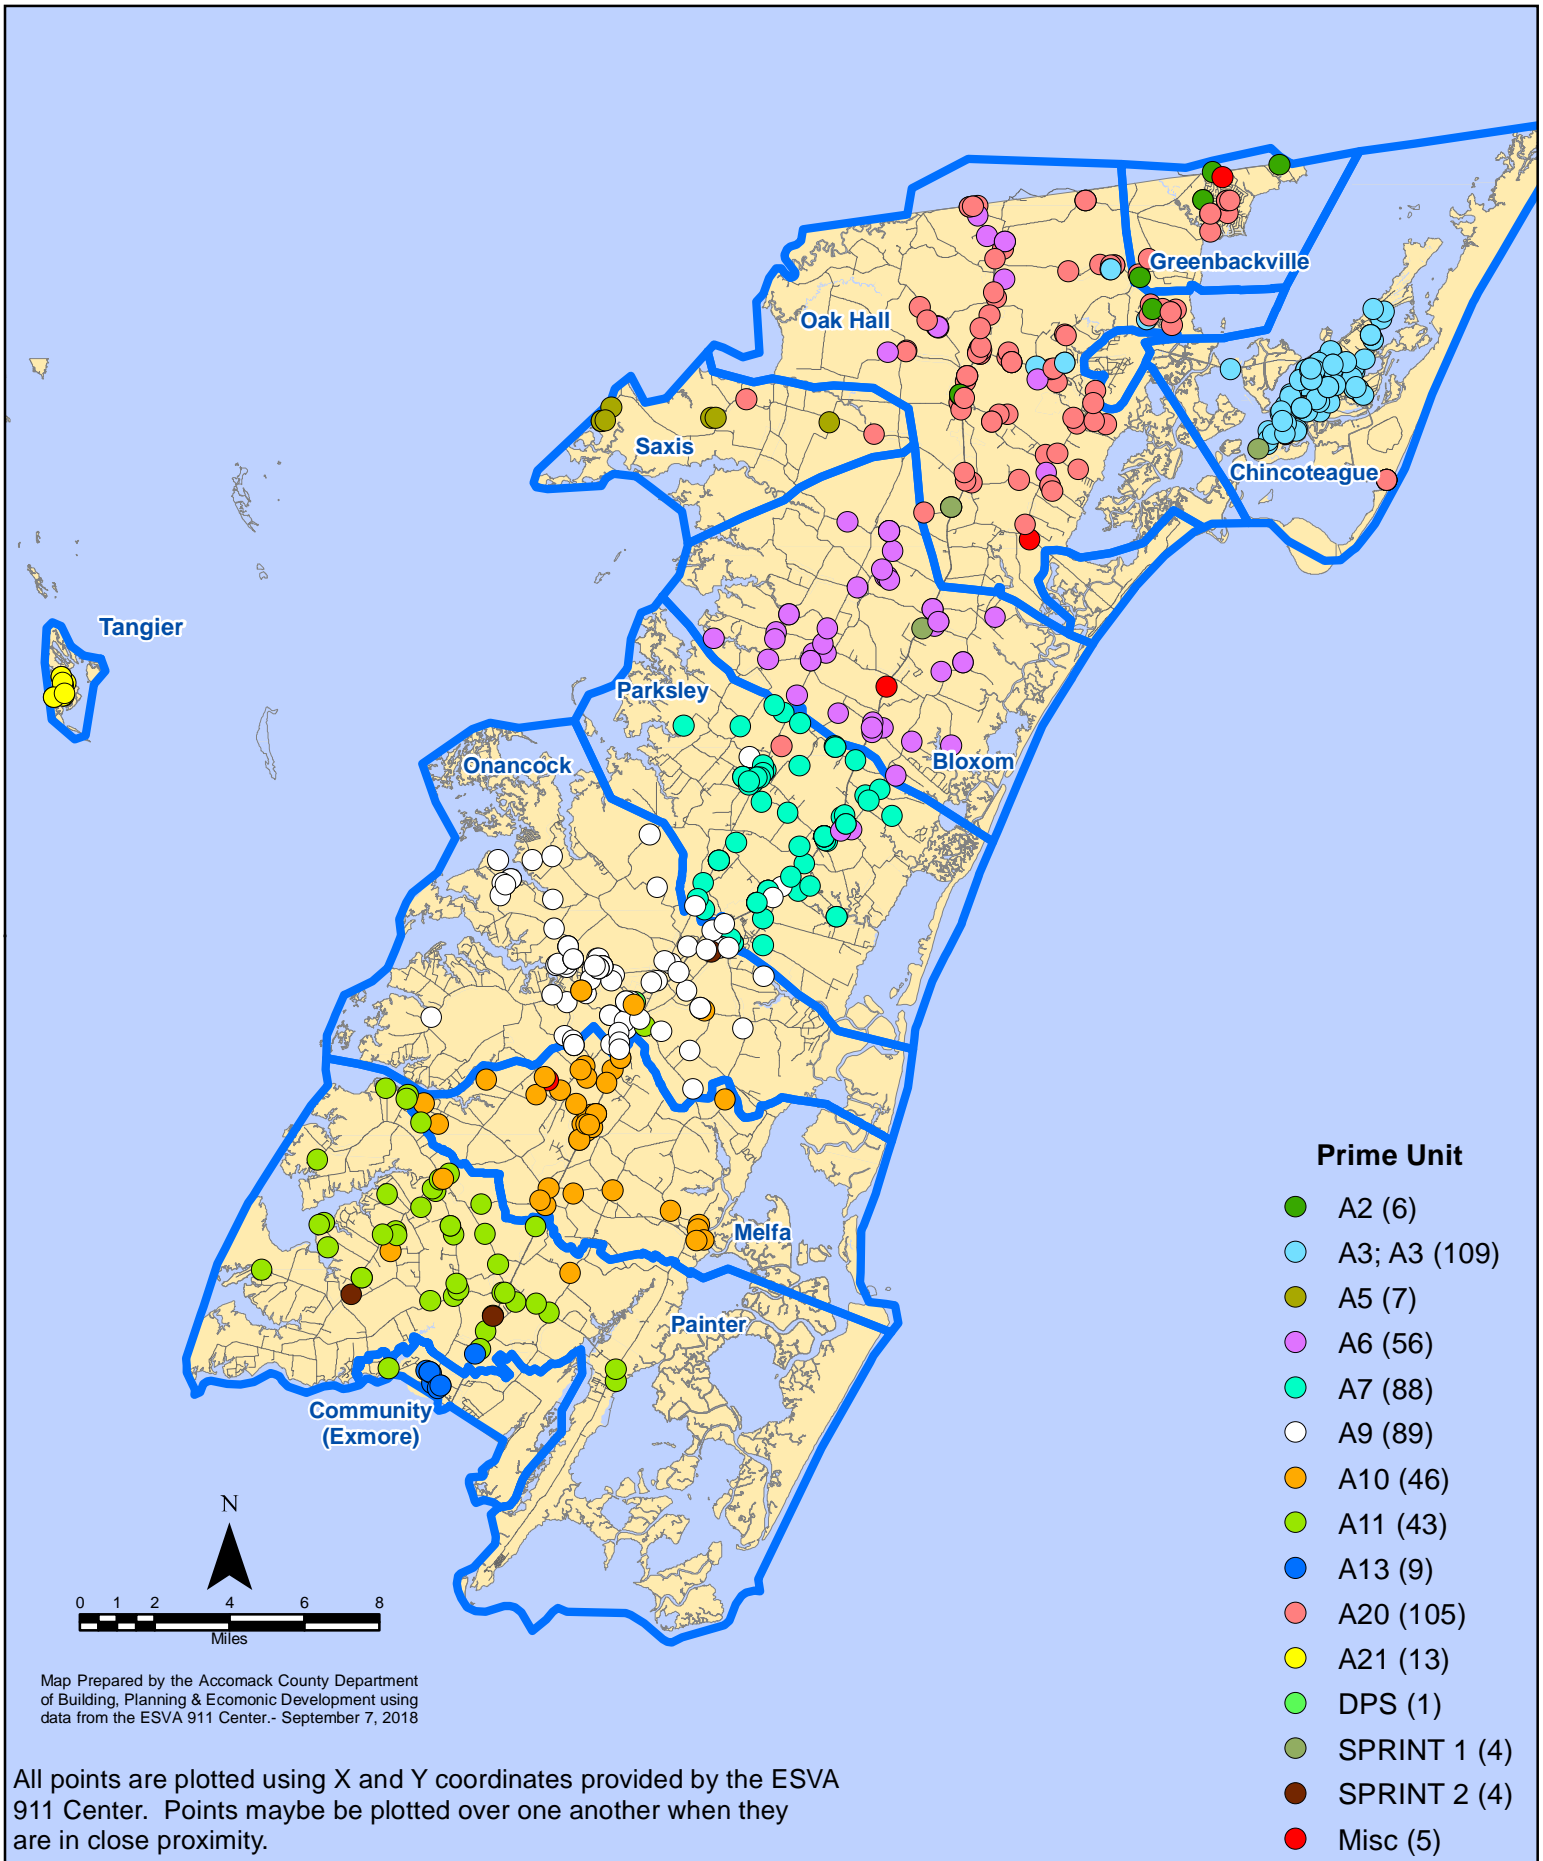 Greenbackville
Oak Hall
Saxis
Chincoteague
Tangier
Parksley
Onancock
Bloxom
Melfa
Painter
Community
(Exmore)
Prime Unit
A2 (6)
A3; A3 (109)
A5 (7)
A6 (56)
A7 (88)
A9 (89)
A10 (46)
A11 (43)
A13 (9)
A20 (105)
A21 (13)
DPS (1)
SPRINT 1 (4)
SPRINT 2 (4)
Misc (5)
N
0 1 2 4 6 8
Miles
Map Prepared by the Accomack County Department
of Building, Planning & Ecomonic Development using
data from the ESVA 911 Center.- September 7, 2018
All points are plotted using X and Y coordinates provided by the ESVA
911 Center. Points maybe be plotted over one another when they
are in close proximity.